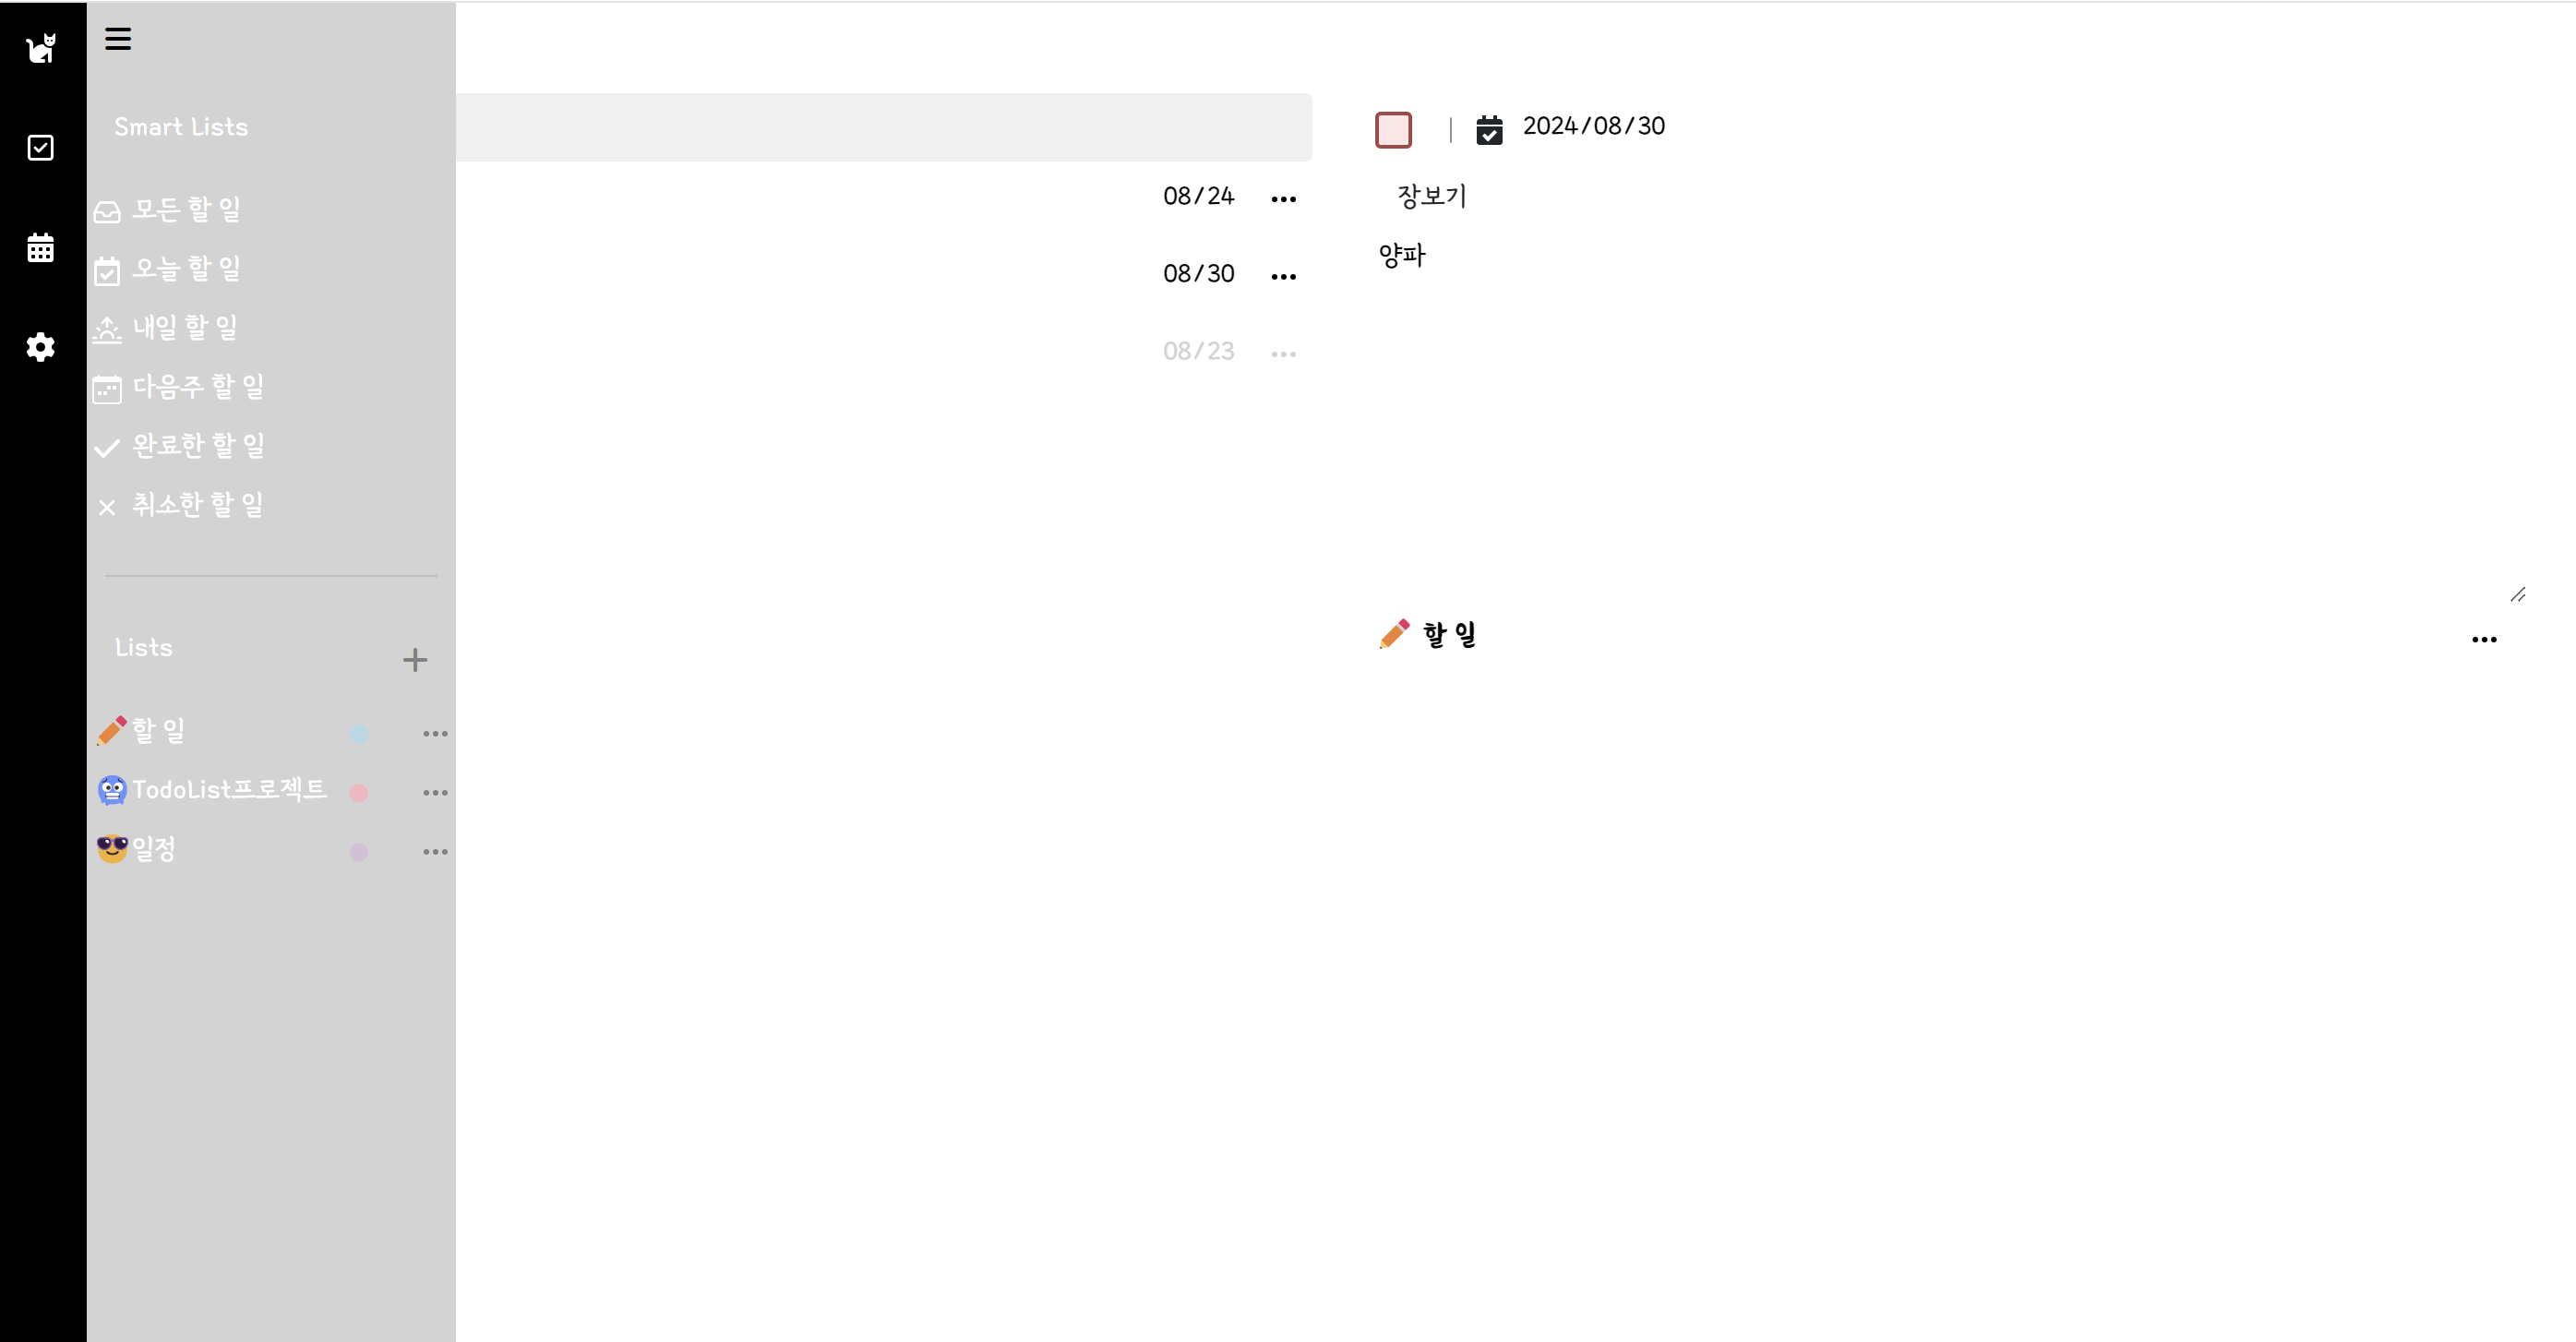 Smart Lists
모든 할 일
오늘 할 일
내일 할 일
다음주 할 일
완료한 할 일
취소한 할 일
Lists
할 일
TodoList프로젝트
일정
08/24
08/30
08/23
2024/08/30
장보기
양파
할 일